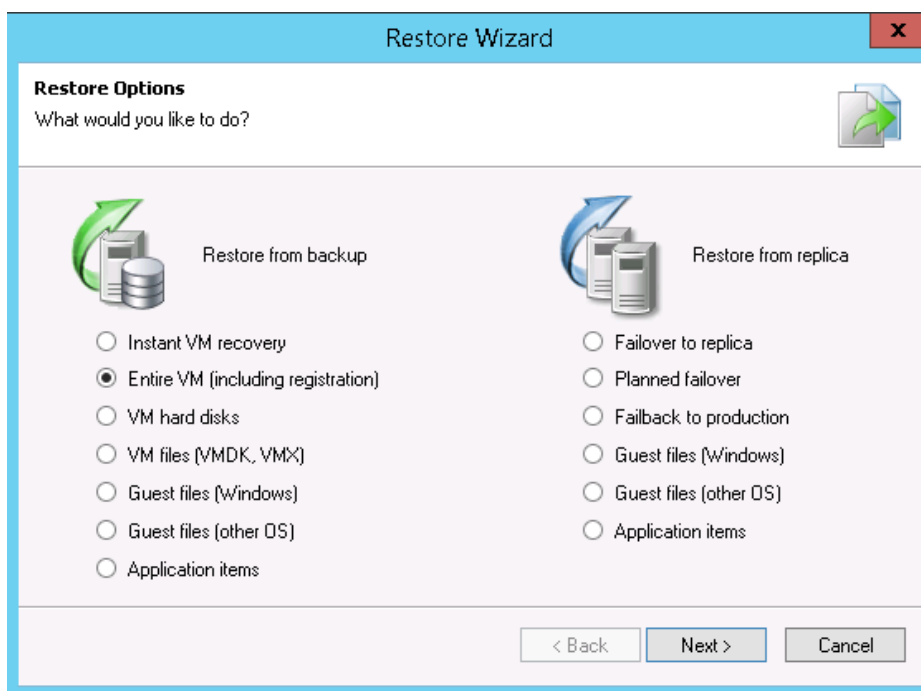 Restore Wizard
x
Restore Options
What would you like to do?
Restore from backup
Instant VM recovery
Entire VM (including registration)
VM hard disks
VM files (VMDK, VMX)
Guest files (Windows)
Guest files (other OS)
Application items
Restore from replica
Failover to replica
Planned failover
Failback to production
Guest files (Windows)
Guest files (other OS)
Application items
< Back
Next >
Cancel